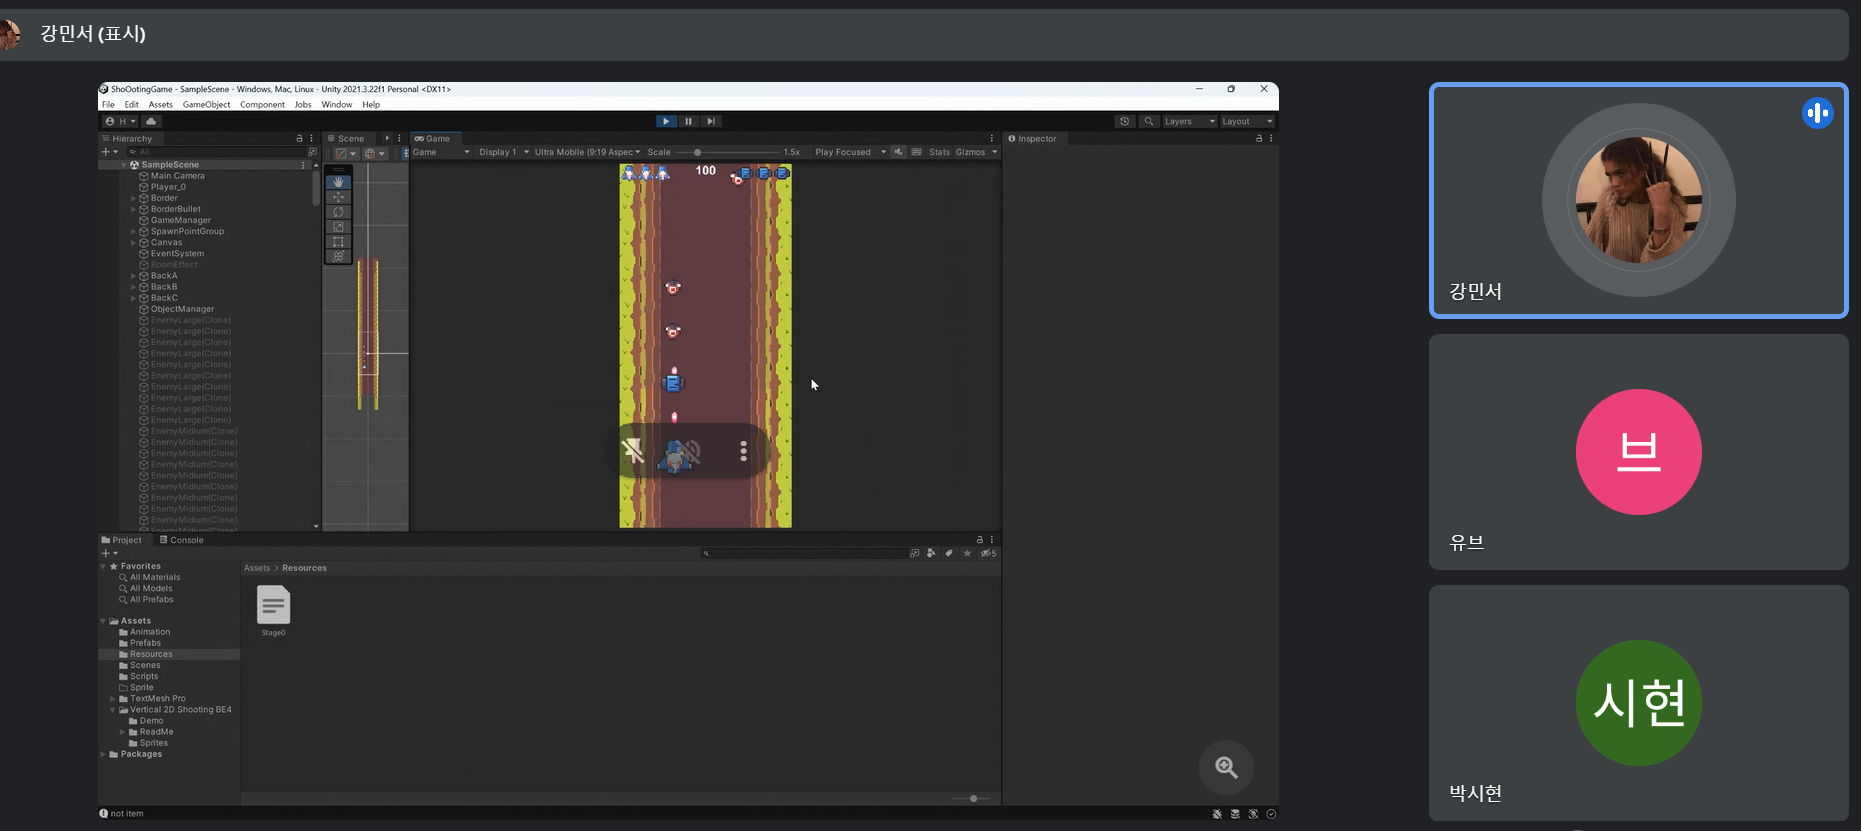 강민서 (표시)
ShoOotingGame - SampleScene - Windows, Mac, Linux - Unity 2021.3.22f1 Personal <DX11>
File Edit Assets GameObject Component Jobs Window Help
H Layers Layout
Hierarchy Scene Game Inspector
All Game Display 1 Ultra Mobile (9:19 Aspec Scale 1.5x Play Focused Stats Gizmos
SampleScene
Main Camera
Player_0
Border
BorderBullet
GameManager
SpawnPointGroup
Canvas
EventSystem
BoomEffect
BackA
BackB
BackC
ObjectManager
EnemyLarge(Clone)
EnemyLarge(Clone)
EnemyLarge(Clone)
EnemyLarge(Clone)
EnemyLarge(Clone)
EnemyLarge(Clone)
EnemyLarge(Clone)
EnemyLarge(Clone)
EnemyLarge(Clone)
EnemyLarge(Clone)
EnemyMidium(Clone)
EnemyMidium(Clone)
EnemyMidium(Clone)
EnemyMidium(Clone)
EnemyMidium(Clone)
EnemyMidium(Clone)
EnemyMidium(Clone)
EnemyMidium(Clone)
EnemyMidium(Clone)
EnemyMidium(Clone)
100
Project Console
5
Favorites
All Materials
All Models
All Prefabs
Assets
Animation
Prefabs
Resources
Scenes
Scripts
Sprite
TextMesh Pro
Vertical 2D Shooting BE4
Demo
ReadMe
Sprites
Packages
Assets > Resources
Stage0
not item
강민서
브
유브
시현
박시현